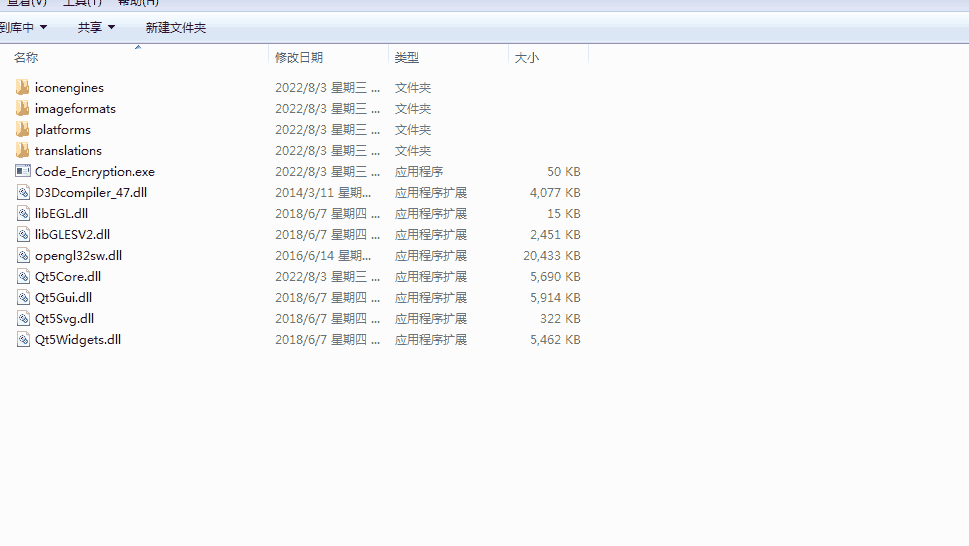 查看(V) 工具(T) 帮助(H)
到库中 共享 新建文件夹
名称 修改日期 类型 大小
iconengines 2022/8/3 星期三 ... 文件夹
imageformats 2022/8/3 星期三 ... 文件夹
platforms 2022/8/3 星期三 ... 文件夹
translations 2022/8/3 星期三 ... 文件夹
Code_Encryption.exe 2022/8/3 星期三 ... 应用程序 50 KB
D3Dcompiler_47.dll 2014/3/11 星期... 应用程序扩展 4,077 KB
libEGL.dll 2018/6/7 星期四 ... 应用程序扩展 15 KB
libGLESV2.dll 2018/6/7 星期四 ... 应用程序扩展 2,451 KB
opengl32sw.dll 2016/6/14 星期... 应用程序扩展 20,433 KB
Qt5Core.dll 2022/8/3 星期三 ... 应用程序扩展 5,690 KB
Qt5Gui.dll 2018/6/7 星期四 ... 应用程序扩展 5,914 KB
Qt5Svg.dll 2018/6/7 星期四 ... 应用程序扩展 322 KB
Qt5Widgets.dll 2018/6/7 星期四 ... 应用程序扩展 5,462 KB